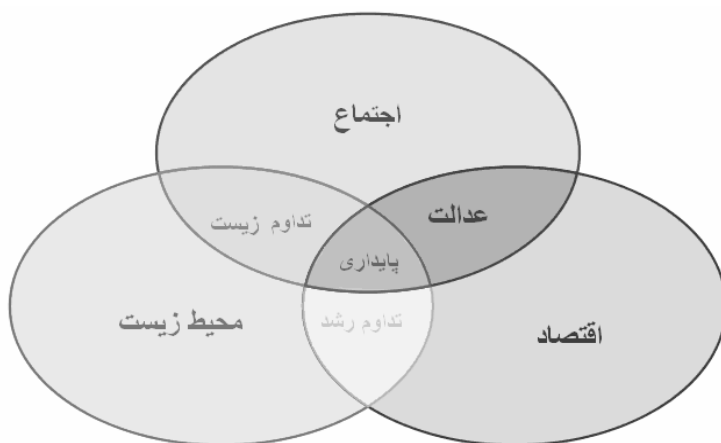 اجتماع
عدالت
تداوم زیست
پایداری
اقتصاد
تداوم رشد
محیط زیست